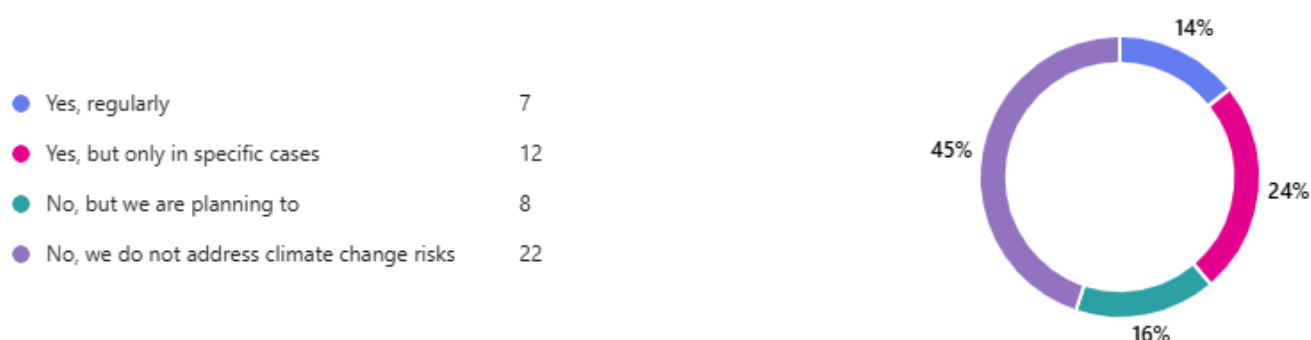 Yes, regularly 7
Yes, but only in specific cases 12
No, but we are planning to 8
No, we do not address climate change risks 22
14%
45%
24%
16%